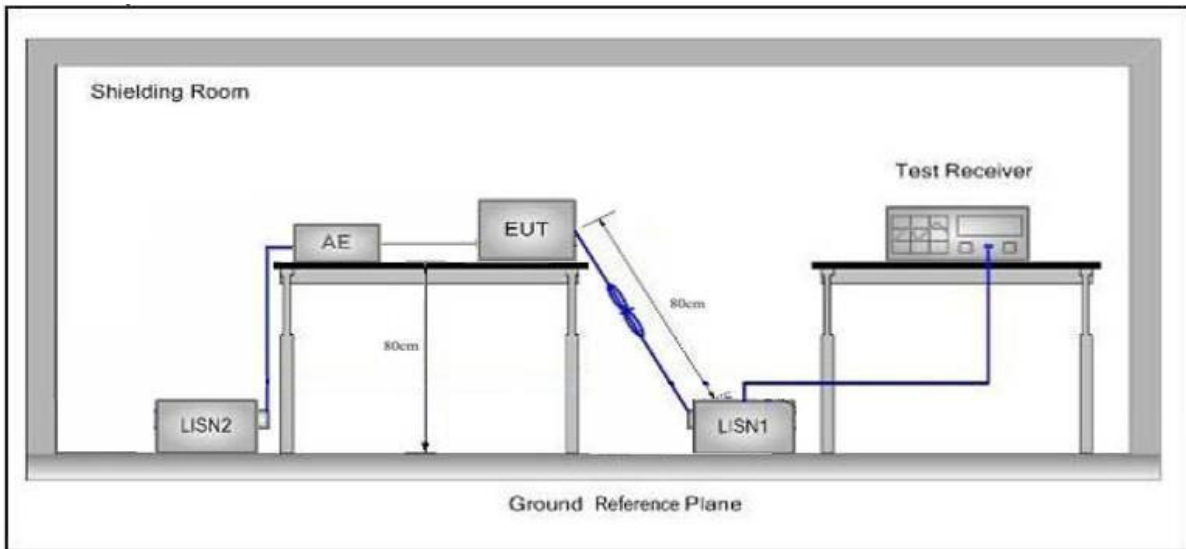 Shielding Room
Test Receiver
AE
EUT
80cm
80cm
LISN2
LISN1
Ground Reference Plane